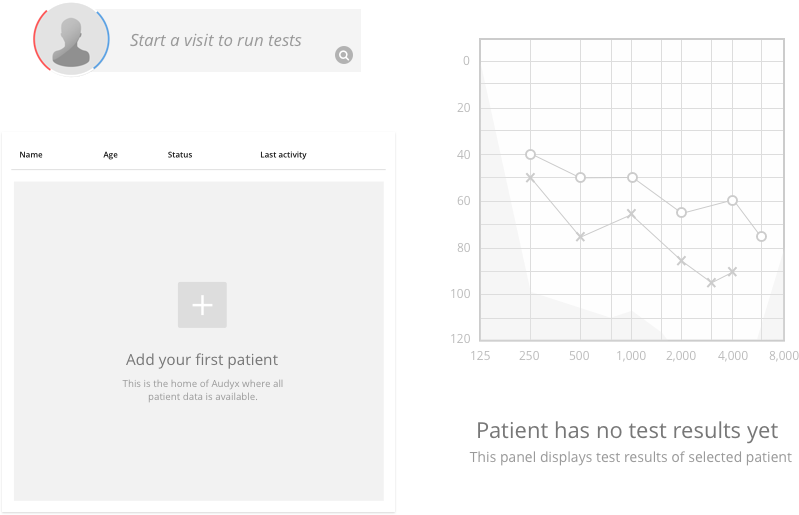 Start a visit to run tests
Name Age Status Last activity
Add your first patient
This is the home of Audyx where all
patient data is available.
0
20
40
60
80
100
120
125 250 500 1,000 2,000 4,000 8,000
Patient has no test results yet
This panel displays test results of selected patient